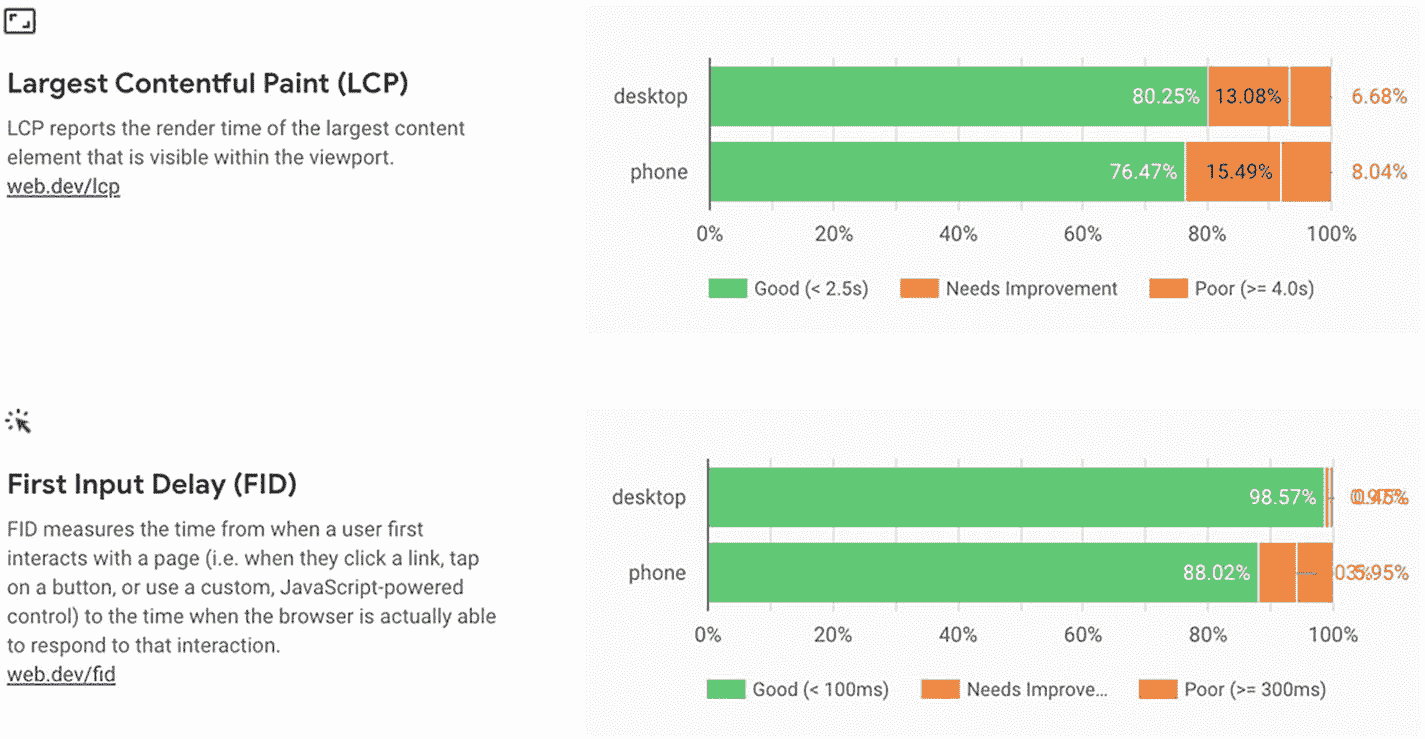 Largest Contentful Paint (LCP)
LCP reports the render time of the largest content
element that is visible within the viewport.
web.dev/lcp
desktop
80.25%
13.08%
6.68%
phone
76.47%
15.49%
8.04%
0%
20%
40%
60%
80%
100%
Good (< 2.5s)
Needs Improvement
Poor (>= 4.0s)
First Input Delay (FID)
FID measures the time from when a user first
interacts with a page (i.e. when they click a link, tap
on a button, or use a custom, JavaScript-powered
control) to the time when the browser is actually able
to respond to that interaction.
web.dev/fid
desktop
98.57%
phone
88.02%
5.95%
0%
20%
40%
60%
80%
100%
Good (< 100ms)
Needs Improve...
Poor (>= 300ms)